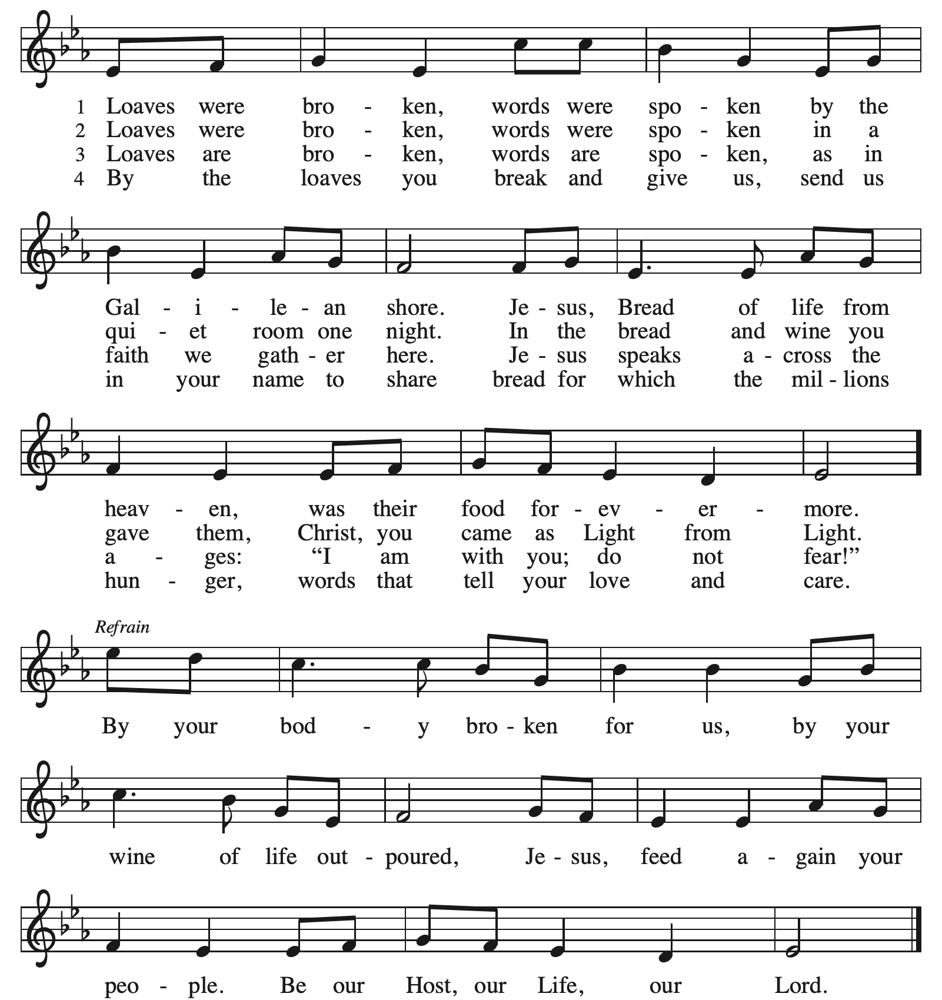 1 Loaves were bro - ken, words were spo - ken by the
2 Loaves were bro - ken, words were spo - ken in a
3 Loaves are bro - ken, words are spo - ken, as in
4 By the loaves you break and give us, send us
Gal - i - le - an shore. Je - sus, Bread of life from
qui - et room one night. In the bread and wine you
faith we gath - er here. Je - sus speaks a - cross the
in your name to share bread for which the mil - lions
heav - en, was their food for - ev - er - more.
gave them, Christ, you came as Light from Light.
a - ges: “I am with you; do not fear!”
hun - ger, words that tell your love and care.
Refrain
By your bod - y bro - ken for us, by your
wine of life out - poured, Je - sus, feed a - gain your
peo - ple. Be our Host, our Life, our Lord.